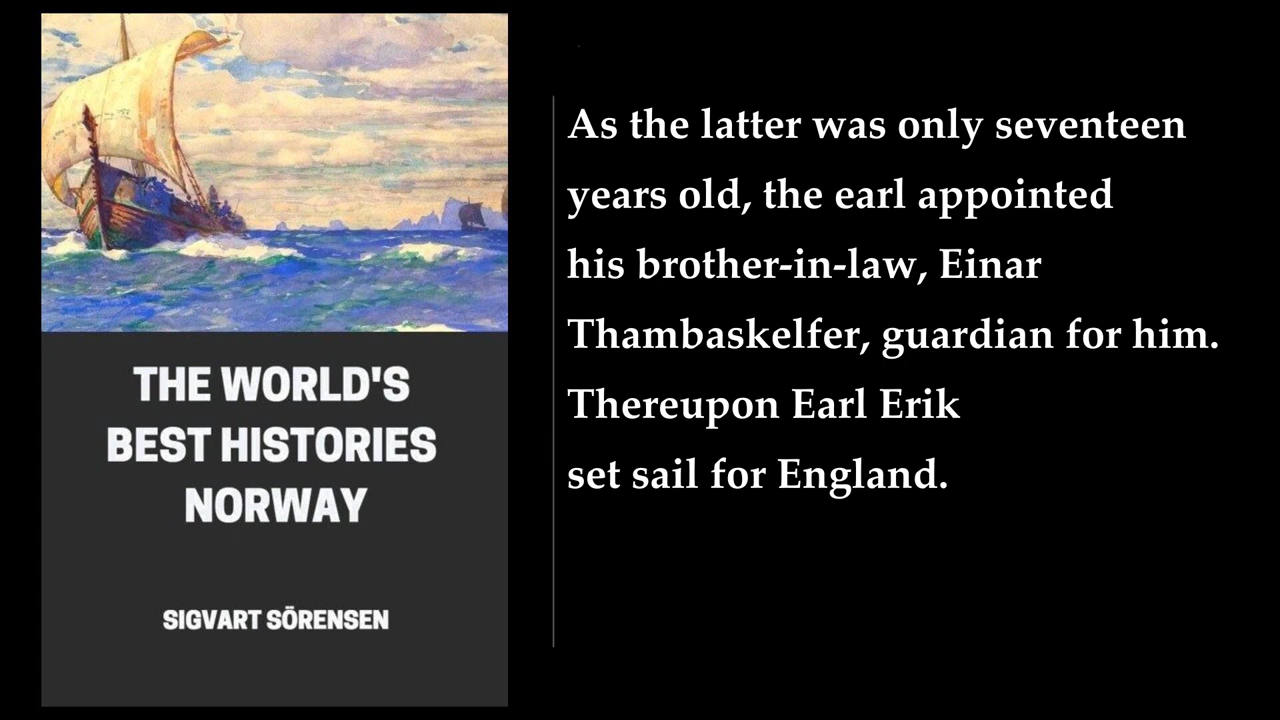 THE WORLD'S
BEST HISTORIES
NORWAY
SIGVART SÖRENSEN
As the latter was only seventeen
years old, the earl appointed
his brother-in-law, Einar
Thambaskelfer, guardian for him.
Thereupon Earl Erik
set sail for England.